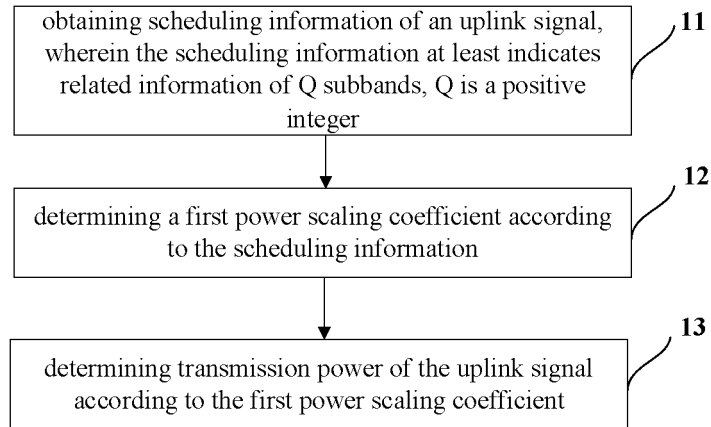 obtaining scheduling information of an uplink signal,
wherein the scheduling information at least indicates
related information of Q subbands, Q is a positive
integer
11
determining a first power scaling coefficient according
to the scheduling information
12
determining transmission power of the uplink signal
according to the first power scaling coefficient
13